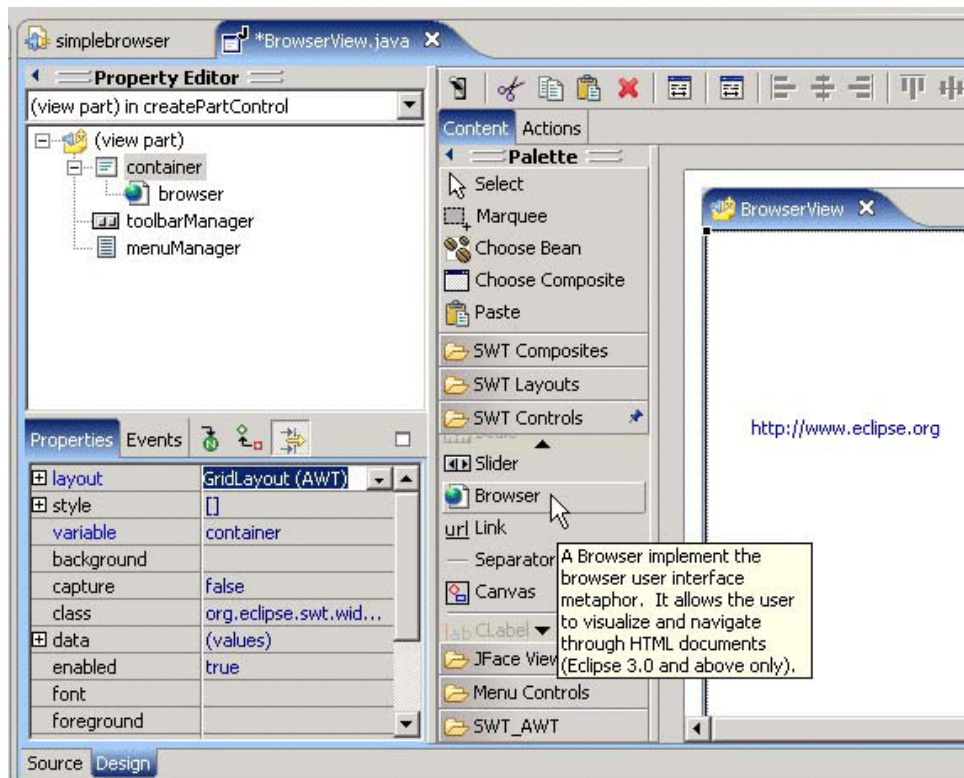 simplebrowser
*BrowserView.java
Property Editor
(view part) in createPartControl
(view part)
container
browser
toolbarManager
menuManager
Properties Events
layout GridLayout (AWT)
style []
variable container
background
capture false
class org.eclipse.swt.wid...
data (values)
enabled true
font
foreground
Source Design
Content Actions
Palette
Select
Marquee
Choose Bean
Choose Composite
Paste
SWT Composites
SWT Layouts
SWT Controls
Slider
Browser
url Link
Separator
Canvas
CLabel
JFace View
Menu Controls
SWT_AWT
A Browser implement the
browser user interface
metaphor. It allows the user
to visualize and navigate
through HTML documents
(Eclipse 3.0 and above only).
BrowserView
http://www.eclipse.org